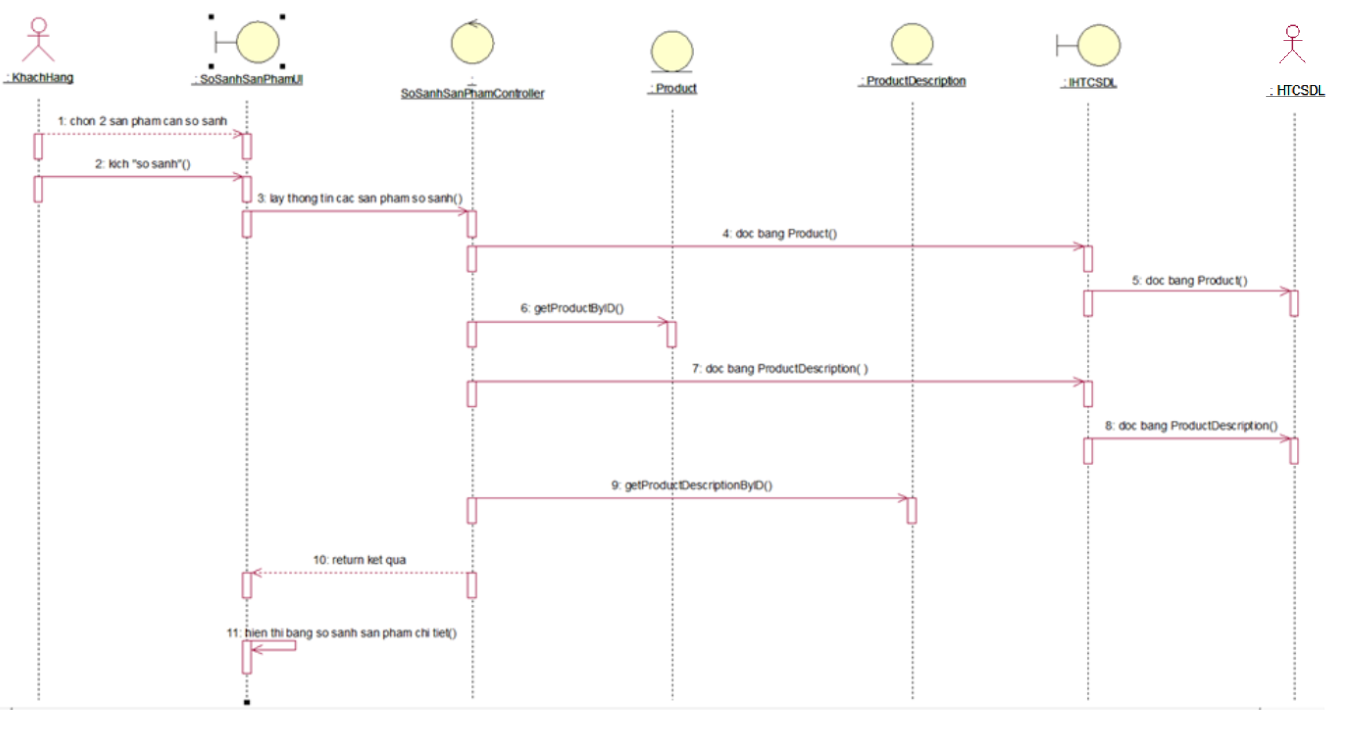 : KhachHang
: SoSanhSanPhamUI
:
SoSanhSanPhamController
: Product
: ProductDescription
: IHTCSDL
: HTCSDL
1: chon 2 san pham can so sanh
2: kich "so sanh"()
3: lay thong tin cac san pham so sanh()
4: doc bang Product()
5: doc bang Product()
6: getProductByID()
7: doc bang ProductDescription( )
8: doc bang ProductDescription()
9: getProductDescriptionByID()
10: return ket qua
11: hien thi bang so sanh san pham chi tiet()